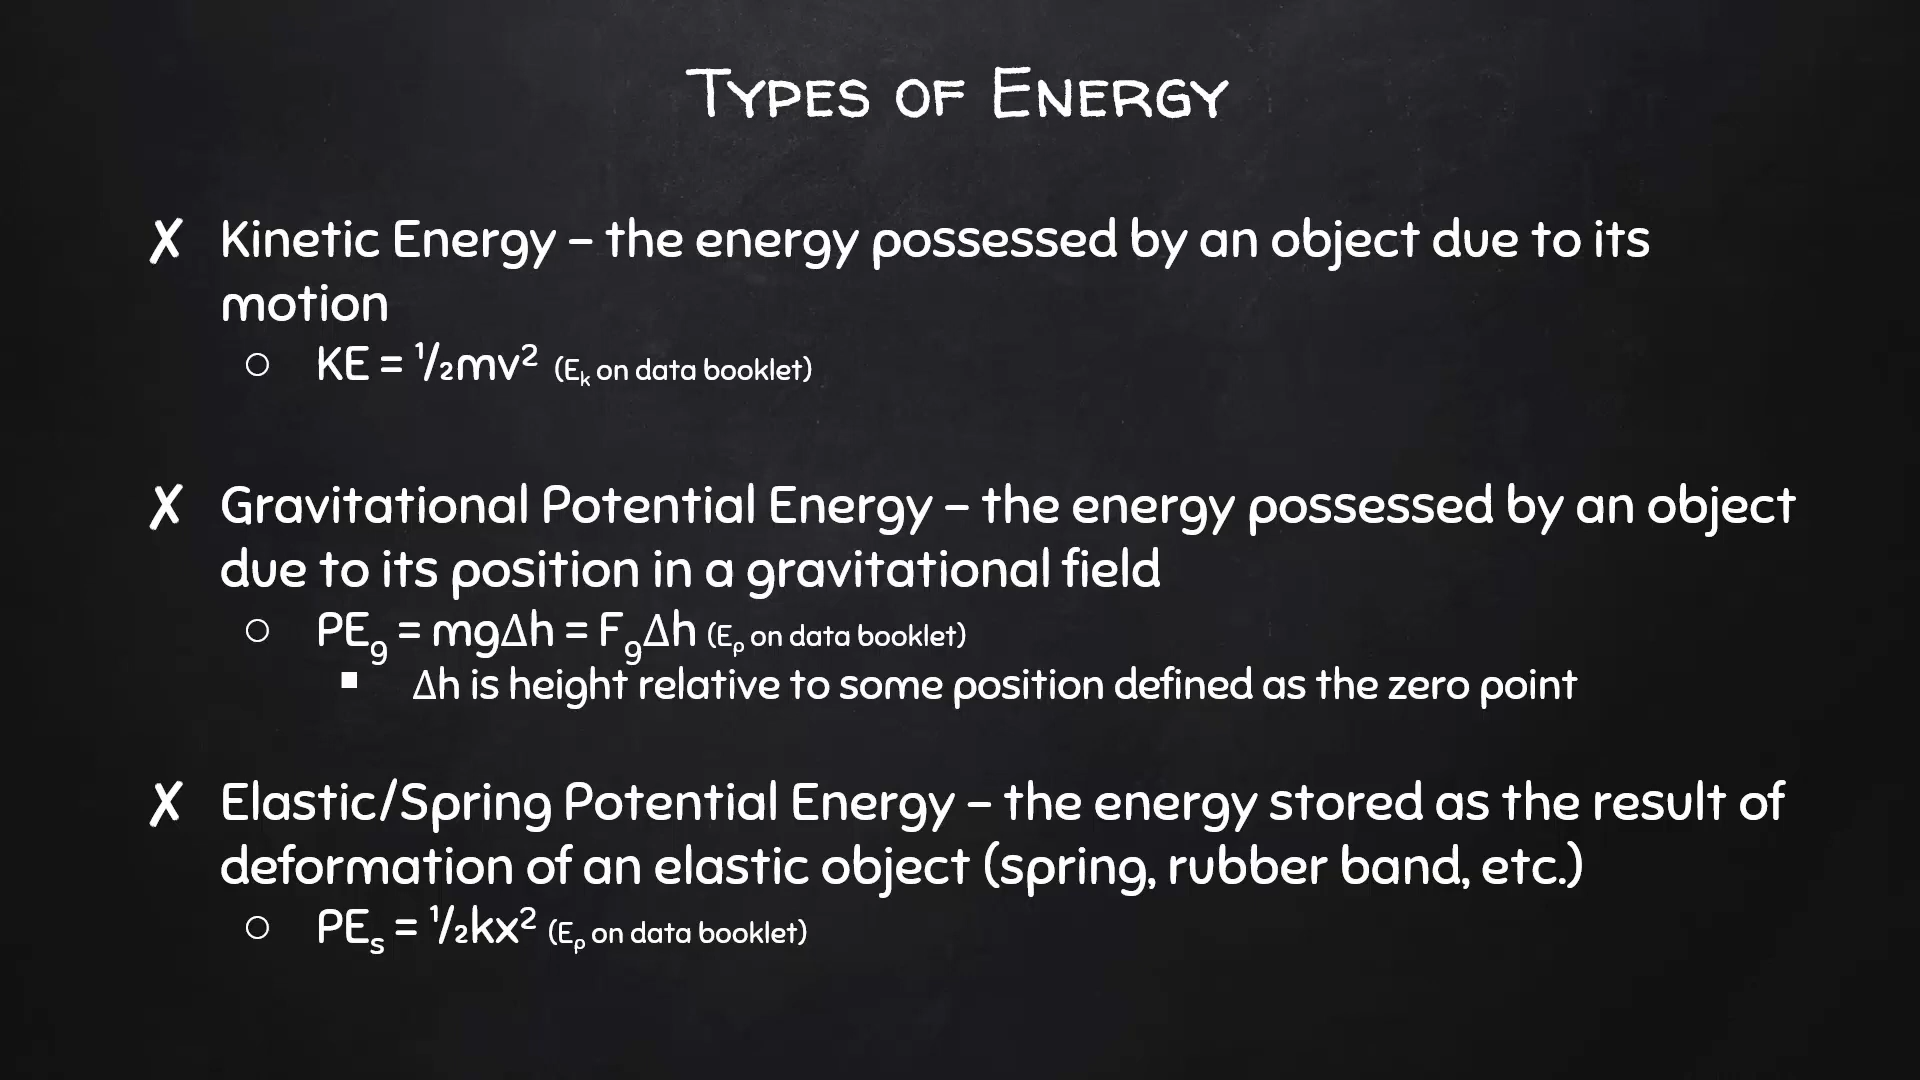 Types of Energy
✗ Kinetic Energy – the energy possessed by an object due to its
motion
○ KE = ½mv² (Eₖ on data booklet)
✗ Gravitational Potential Energy – the energy possessed by an object
due to its position in a gravitational field
○ PE_g = mgΔh = F_gΔh (Eₚ on data booklet)
■ Δh is height relative to some position defined as the zero point
✗ Elastic/Spring Potential Energy – the energy stored as the result of
deformation of an elastic object (spring, rubber band, etc.)
○ PEₛ = ½kx² (Eₚ on data booklet)